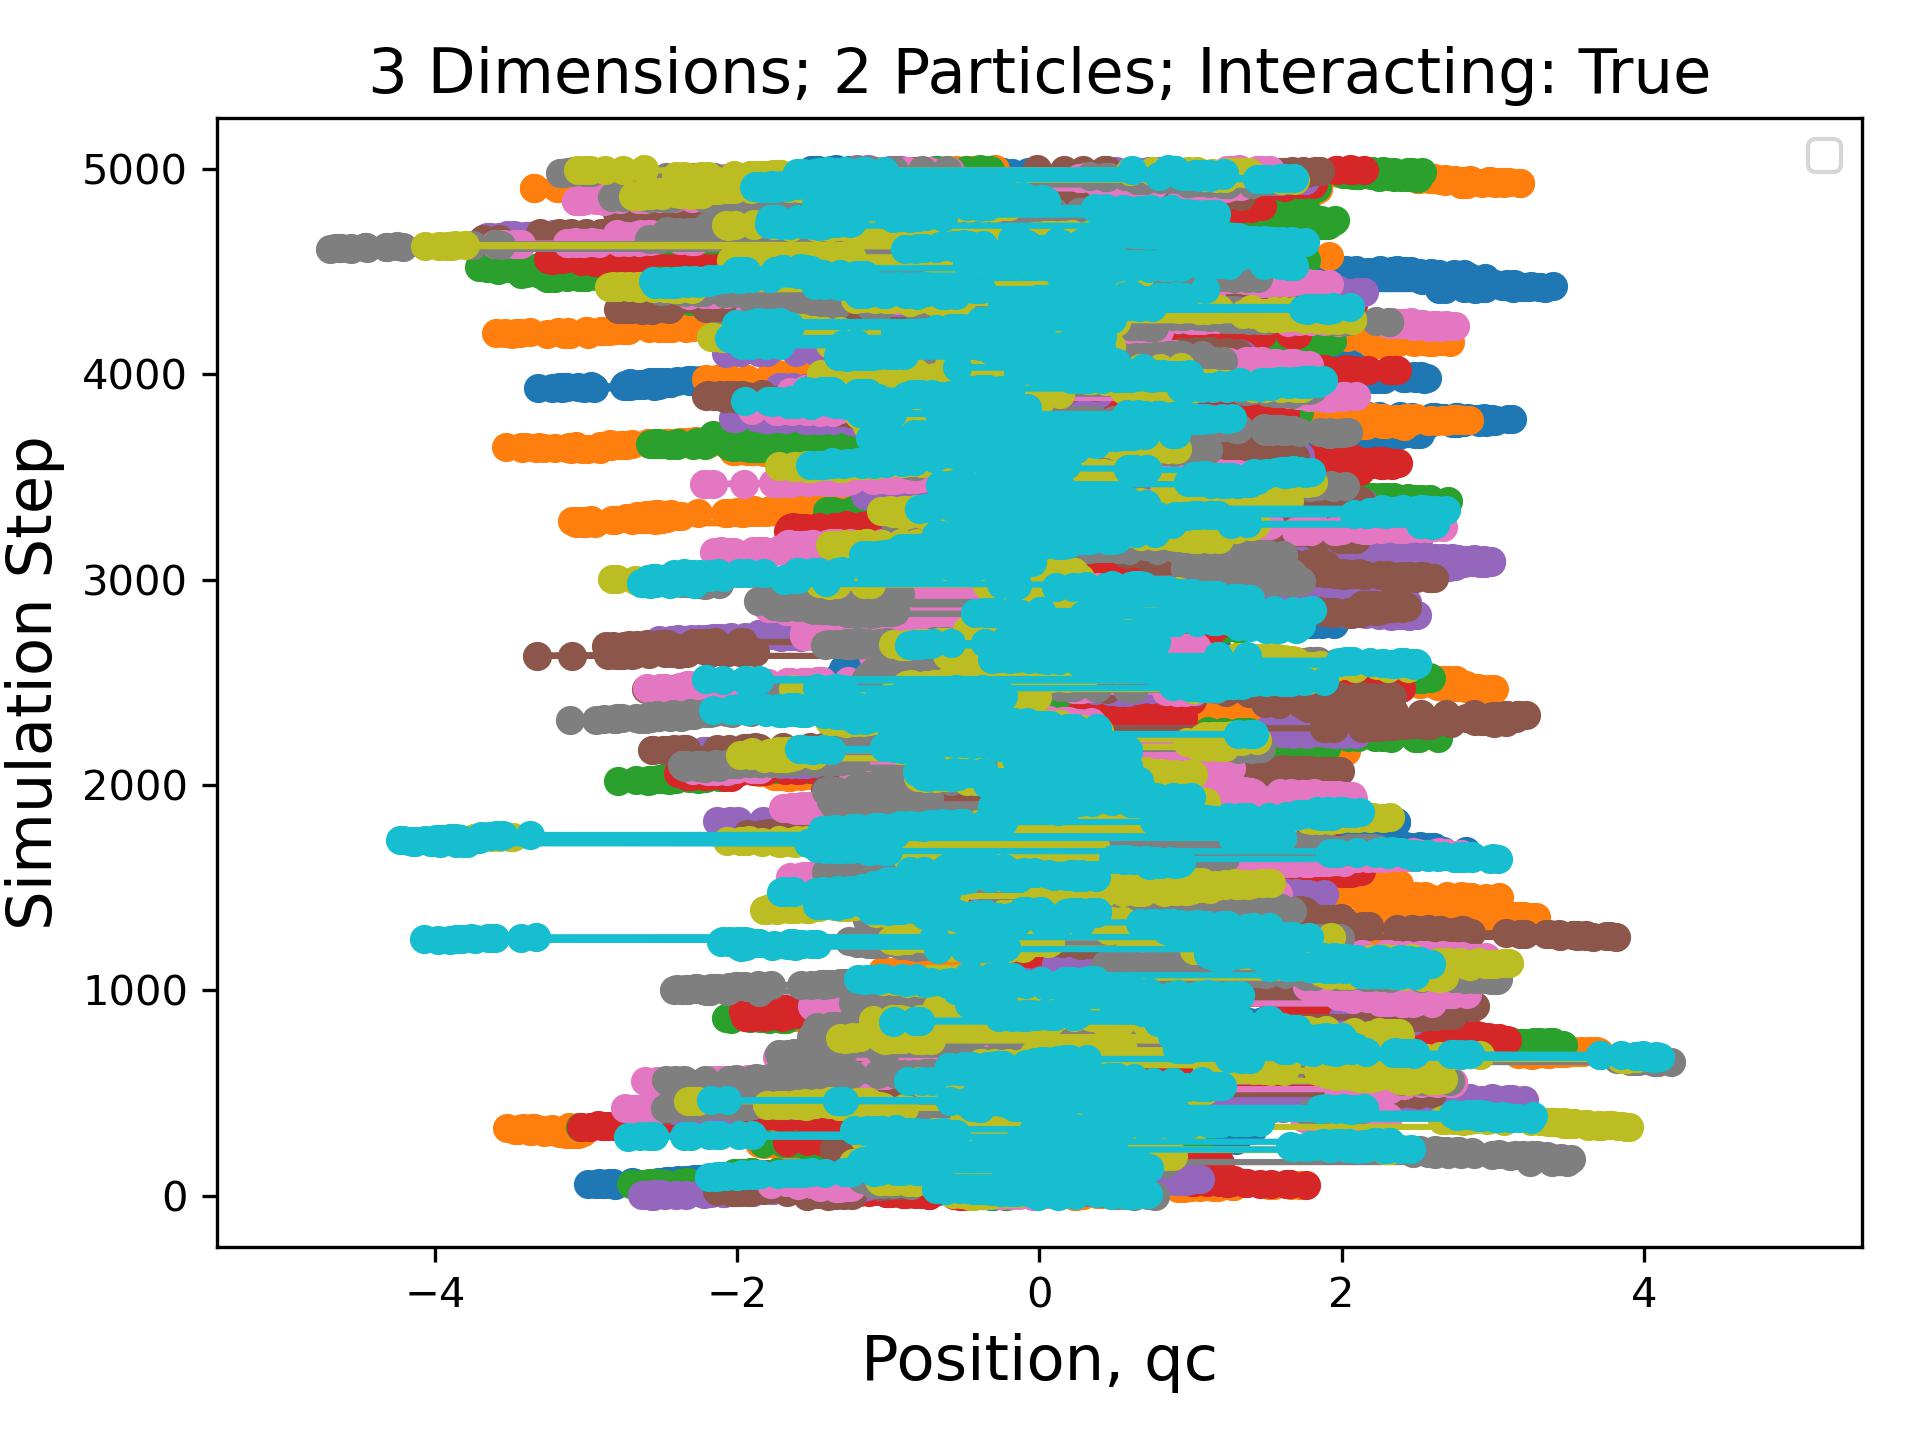 3 Dimensions; 2 Particles; Interacting: True
Simulation Step
5000
4000
3000
2000
1000
0
−4 −2 0 2 4
Position, qc